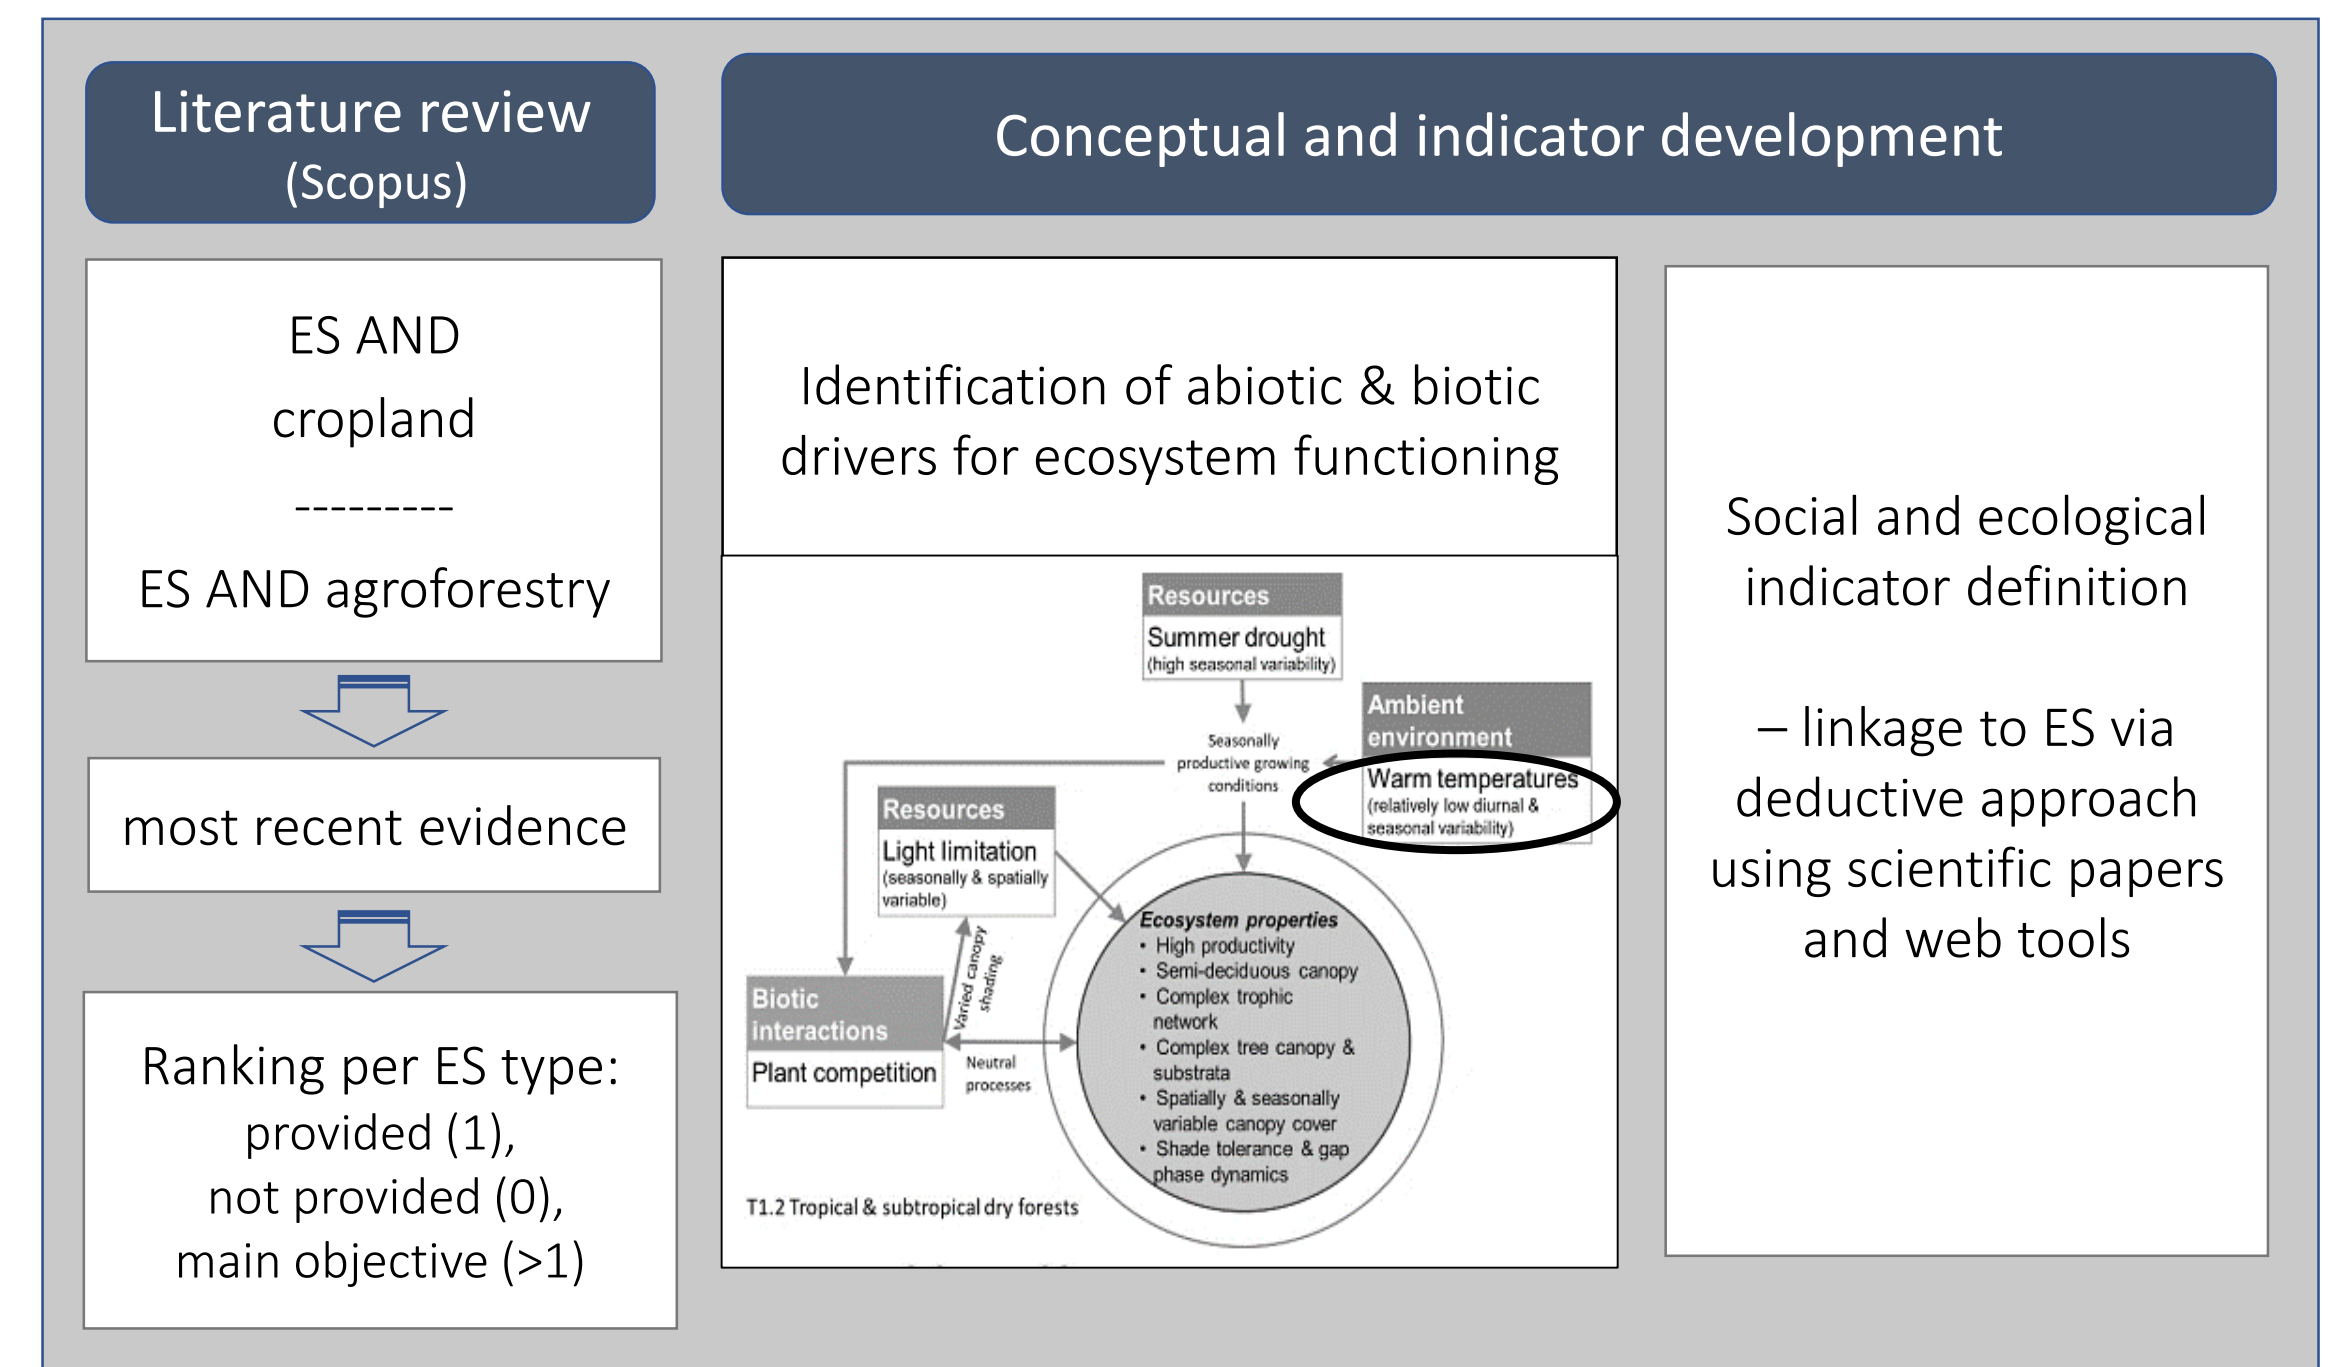 Literature review
(Scopus)
Conceptual and indicator development
ES AND
cropland
---------
ES AND agroforestry
most recent evidence
Ranking per ES type:
provided (1),
not provided (0),
main objective (>1)
Identification of abiotic & biotic
drivers for ecosystem functioning
Resources
Summer drought
(high seasonal variability)
Ambient
environment
Warm temperatures
(relatively low diurnal &
seasonal variability)
Seasonally
productive growing
conditions
Resources
Light limitation
(seasonally & spatially
variable)
Varied canopy
shading
Biotic
interactions
Plant competition
Neutral
processes
Ecosystem properties
• High productivity
• Semi-deciduous canopy
• Complex trophic
network
• Complex tree canopy &
substrata
• Spatially & seasonally
variable canopy cover
• Shade tolerance & gap
phase dynamics
T1.2 Tropical & subtropical dry forests
Social and ecological
indicator definition
– linkage to ES via
deductive approach
using scientific papers
and web tools